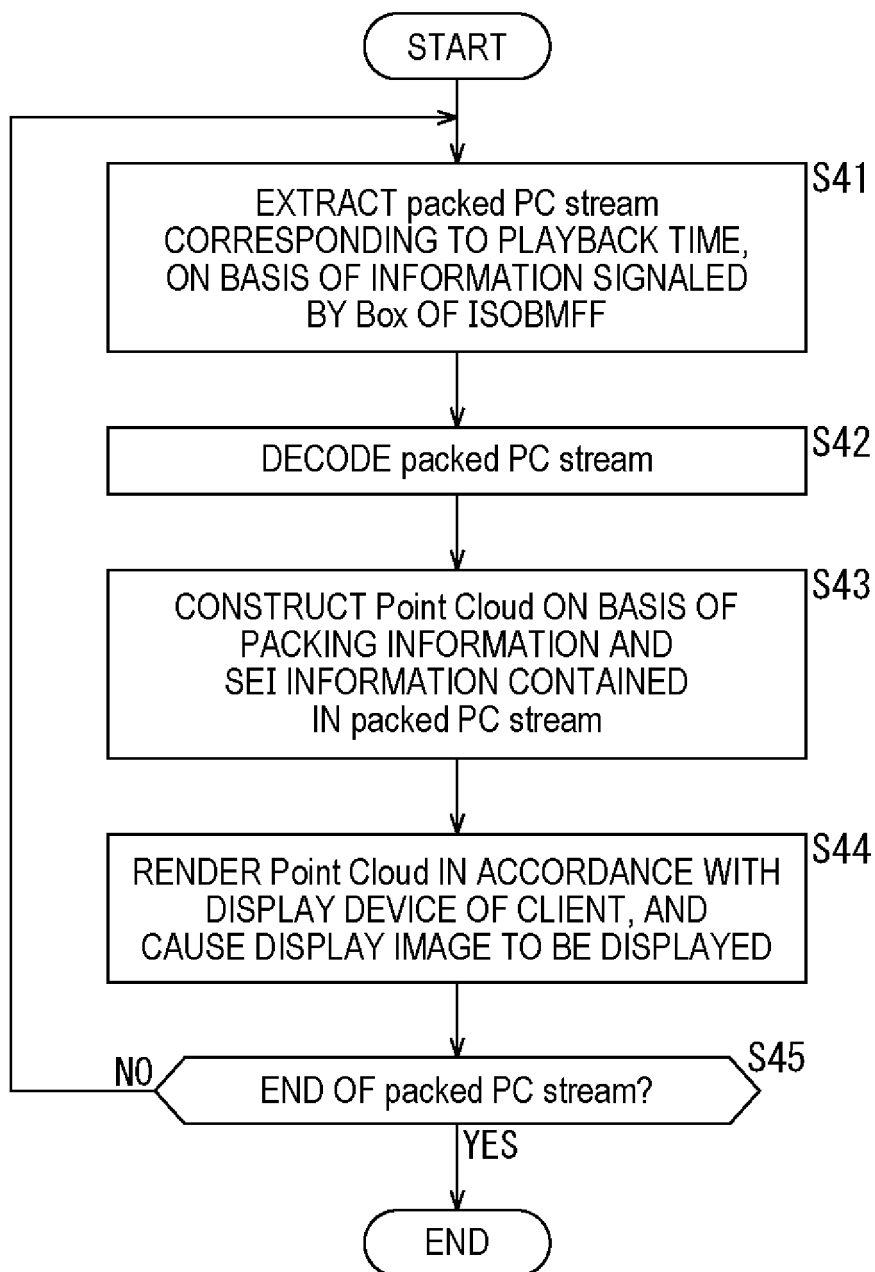 START
S41
EXTRACT packed PC stream
CORRESPONDING TO PLAYBACK TIME,
ON BASIS OF INFORMATION SIGNALED
BY Box OF ISOBMFF
S42
DECODE packed PC stream
S43
CONSTRUCT Point Cloud ON BASIS OF
PACKING INFORMATION AND
SEI INFORMATION CONTAINED
IN packed PC stream
S44
RENDER Point Cloud IN ACCORDANCE WITH
DISPLAY DEVICE OF CLIENT, AND
CAUSE DISPLAY IMAGE TO BE DISPLAYED
S45
NO
END OF packed PC stream?
YES
END